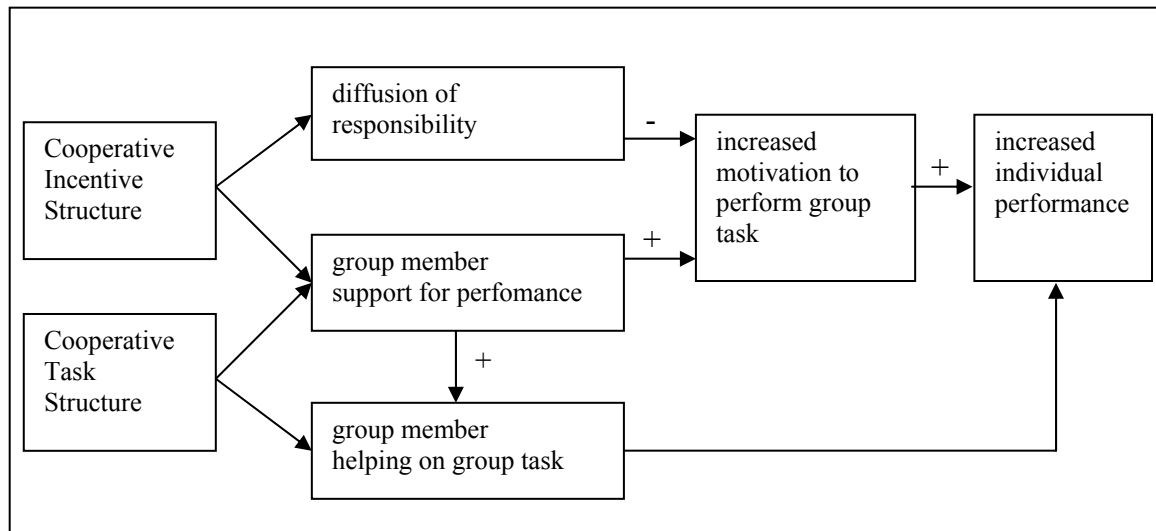 Cooperative
Incentive
Structure
diffusion of
responsibility
-
increased
motivation to
perform group
task
+
increased
individual
performance
group member
support for perfomance
+
Cooperative
Task
Structure
+
group member
helping on group task